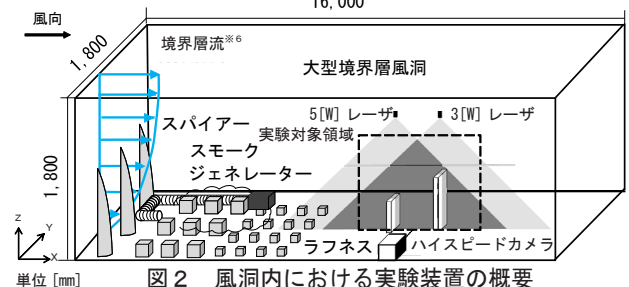 16,000
風向
1,800
境界層流※6
大型境界層風洞
5[W] レーザ
3[W] レーザ
スパイアー
実験対象領域
スモーク
ジェネレーター
1,800
Z
Y
X
ラフネス
ハイスピードカメラ
単位 [mm]
図2 風洞内における実験装置の概要